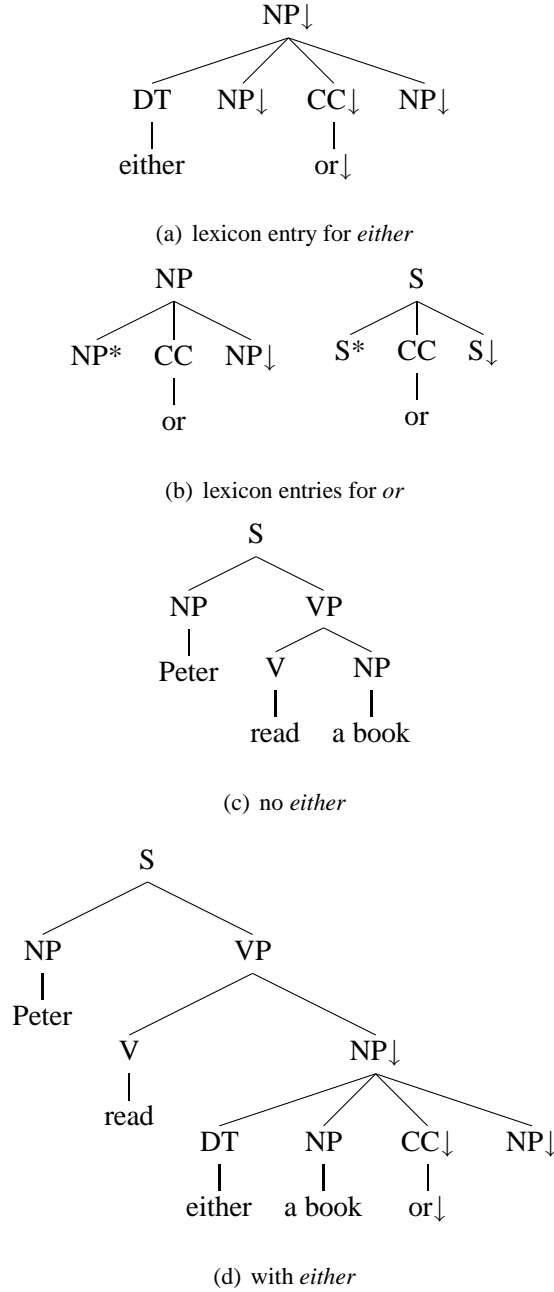 NP↓
DT NP↓ CC↓ NP↓
either or↓
(a) lexicon entry for either
NP S
NP* CC NP↓ S* CC S↓
or or
(b) lexicon entries for or
S
NP VP
Peter V NP
read a book
(c) no either
S
NP VP
Peter
V NP↓
read
DT NP CC↓ NP↓
either a book or↓
(d) with either